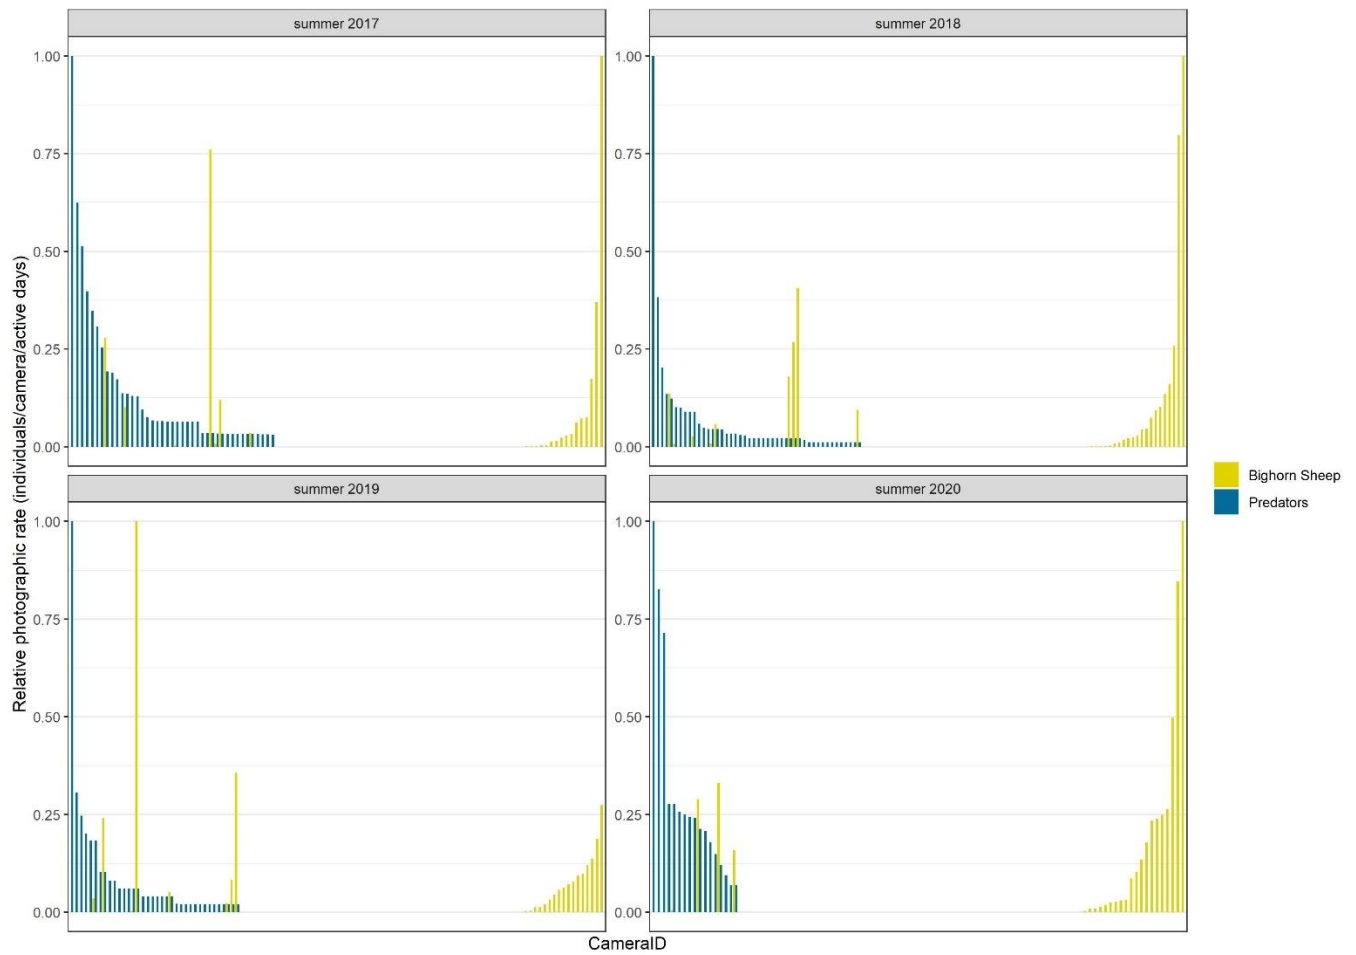 summer 2017
summer 2018
1.00
0.75
0.50
0.25
0.00
1.00
0.75
0.50
0.25
0.00
summer 2019
summer 2020
1.00
0.75
0.50
0.25
0.00
1.00
0.75
0.50
0.25
0.00
Relative photographic rate (individuals/camera/active days)
CameraID
Bighorn Sheep
Predators